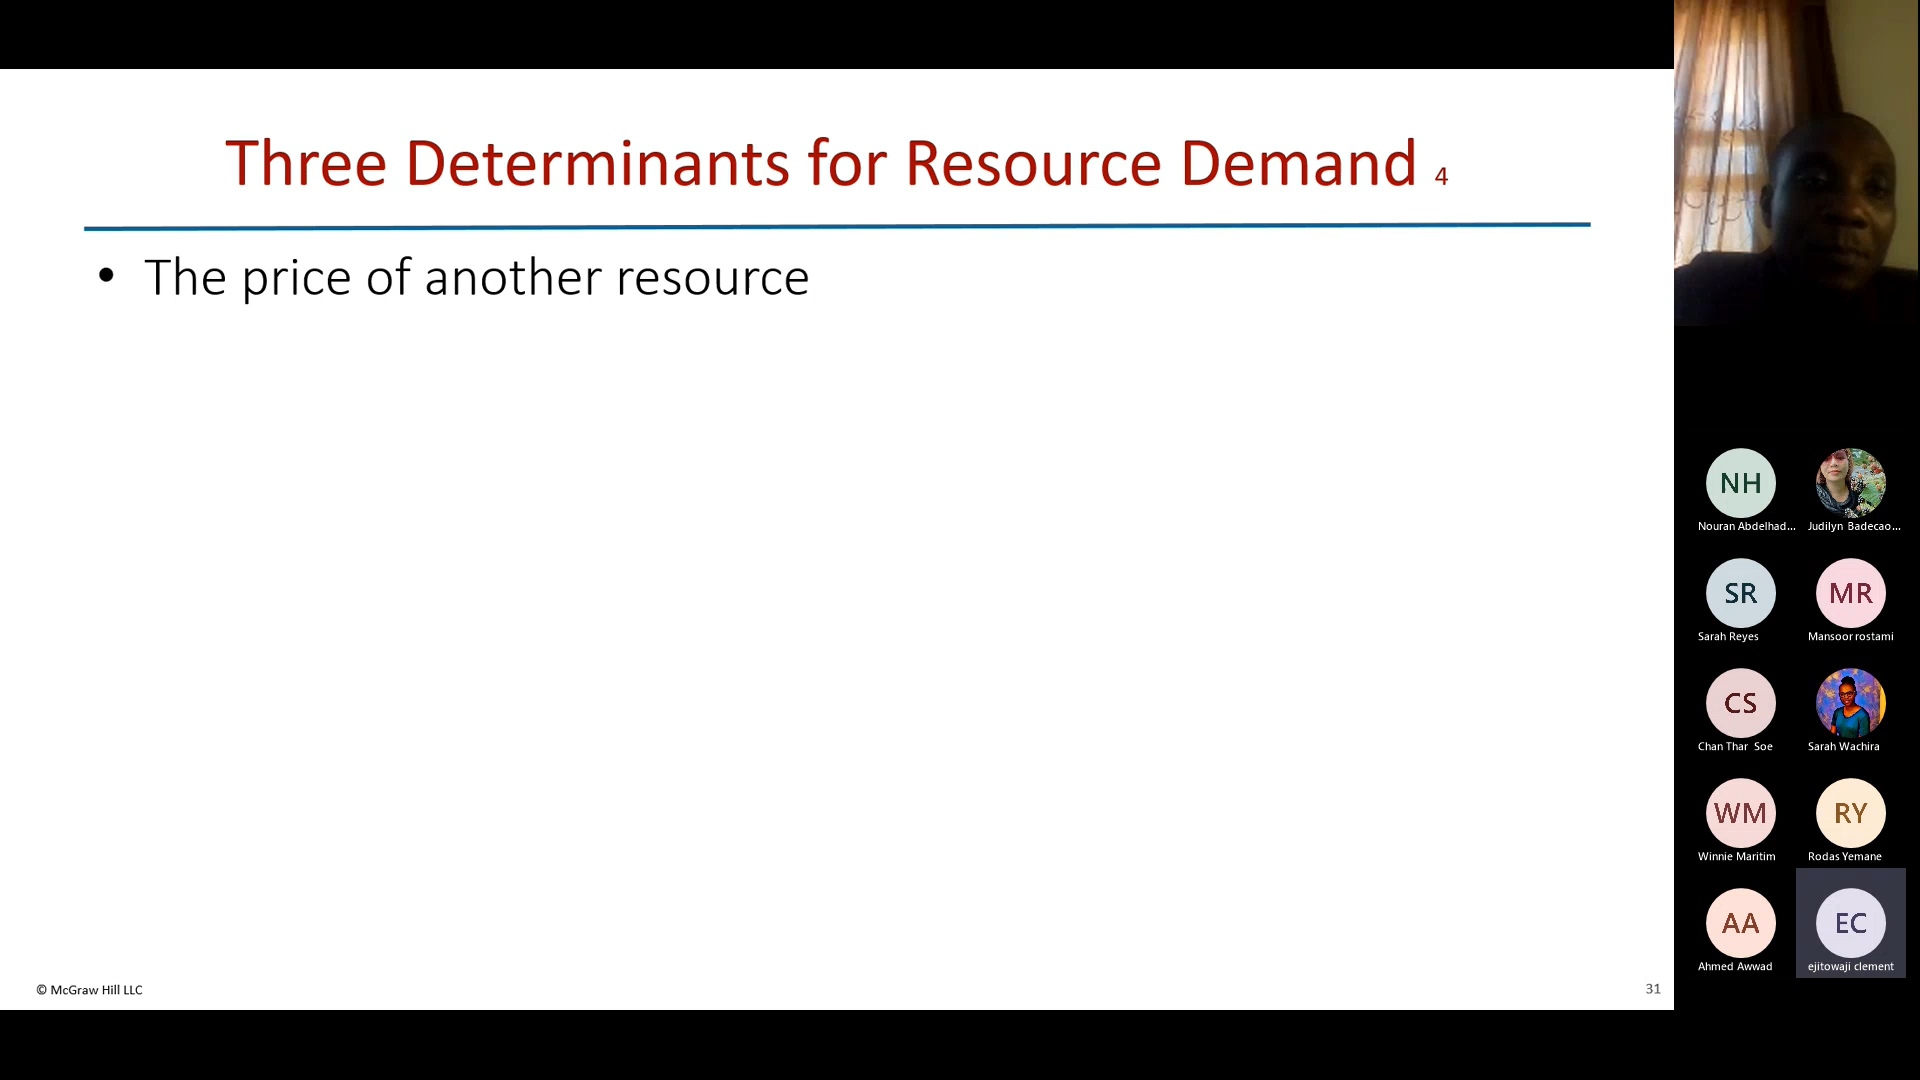 Three Determinants for Resource Demand 4
• The price of another resource
© McGraw Hill LLC
31
NH
Nouran Abdelhad...
Judilyn Badecao...
SR
Sarah Reyes
MR
Mansoor rostami
CS
Chan Thar Soe
Sarah Wachira
WM
Winnie Maritim
RY
Rodas Yemane
AA
Ahmed Awwad
EC
ejitowaji clement